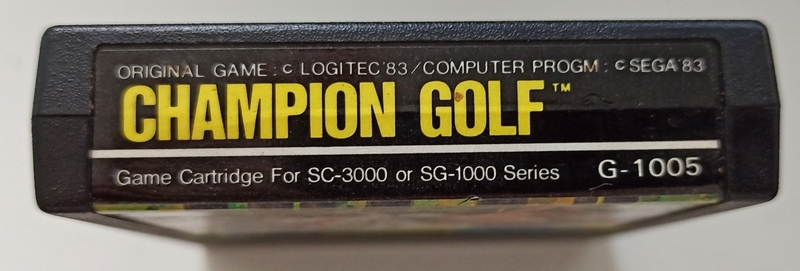 ORIGINAL GAME : c LOGITEC'83/COMPUTER PROGM : c SEGA'83
CHAMPION GOLF™
Game Cartridge For SC-3000 or SG-1000 Series G-1005